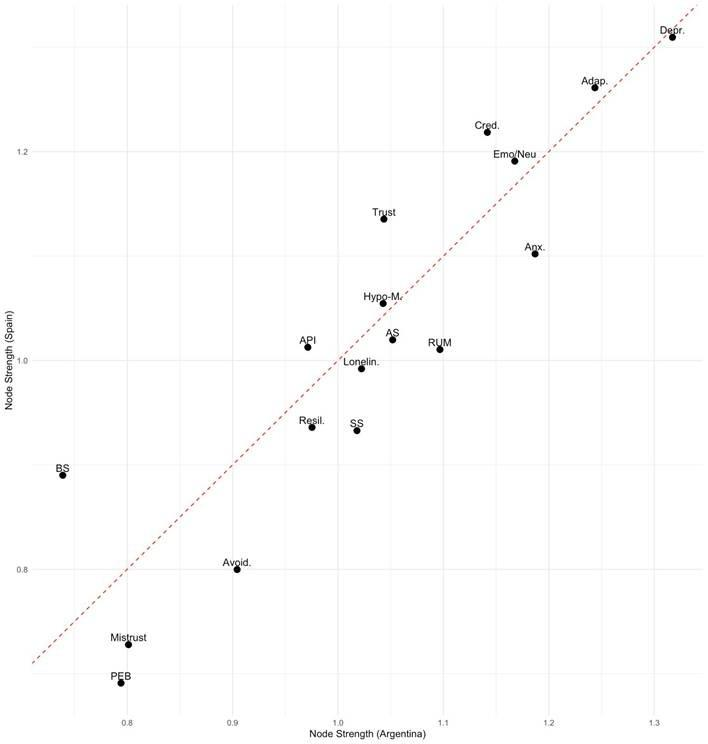 Depr.
Adap.
Cred.
1.2
Emo/Neu
Trust
Anx.
Hypo-M.
AS
API
RUM
1.0
Lonelin.
Resil.
SS
BS
Avoid.
0.8
Mistrust
PEB
Node Strength (Spain)
0.8
0.9
1.0
1.1
1.2
1.3
Node Strength (Argentina)